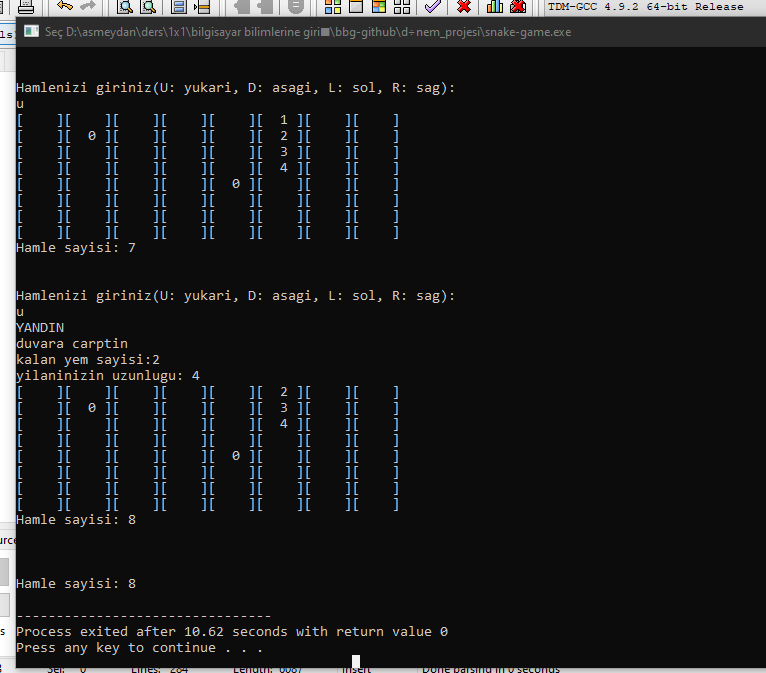 TDM-GCC 4.9.2 64-bit Release
Seç D:\asmeydan\ders\1x1\bilgisayar bilimlerine giri■\bbg-github\d÷nem_projesi\snake-game.exe
Hamlenizi giriniz(U: yukari, D: asagi, L: sol, R: sag):
u
[    ][    ][    ][    ][    ][  1 ][    ][    ]
[    ][  0 ][    ][    ][    ][  2 ][    ][    ]
[    ][    ][    ][    ][    ][  3 ][    ][    ]
[    ][    ][    ][    ][    ][  4 ][    ][    ]
[    ][    ][    ][    ][  0 ][    ][    ][    ]
[    ][    ][    ][    ][    ][    ][    ][    ]
[    ][    ][    ][    ][    ][    ][    ][    ]
[    ][    ][    ][    ][    ][    ][    ][    ]
Hamle sayisi: 7
Hamlenizi giriniz(U: yukari, D: asagi, L: sol, R: sag):
u
YANDIN
duvara carptin
kalan yem sayisi:2
yilaninizin uzunlugu: 4
[    ][    ][    ][    ][    ][  2 ][    ][    ]
[    ][  0 ][    ][    ][    ][  3 ][    ][    ]
[    ][    ][    ][    ][    ][  4 ][    ][    ]
[    ][    ][    ][    ][    ][    ][    ][    ]
[    ][    ][    ][    ][  0 ][    ][    ][    ]
[    ][    ][    ][    ][    ][    ][    ][    ]
[    ][    ][    ][    ][    ][    ][    ][    ]
[    ][    ][    ][    ][    ][    ][    ][    ]
Hamle sayisi: 8
Hamle sayisi: 8
--------------------------------
Process exited after 10.62 seconds with return value 0
Press any key to continue . . .
Sel: 0 Lines: 284 Length: 6087 Insert Done parsing in 0 seconds